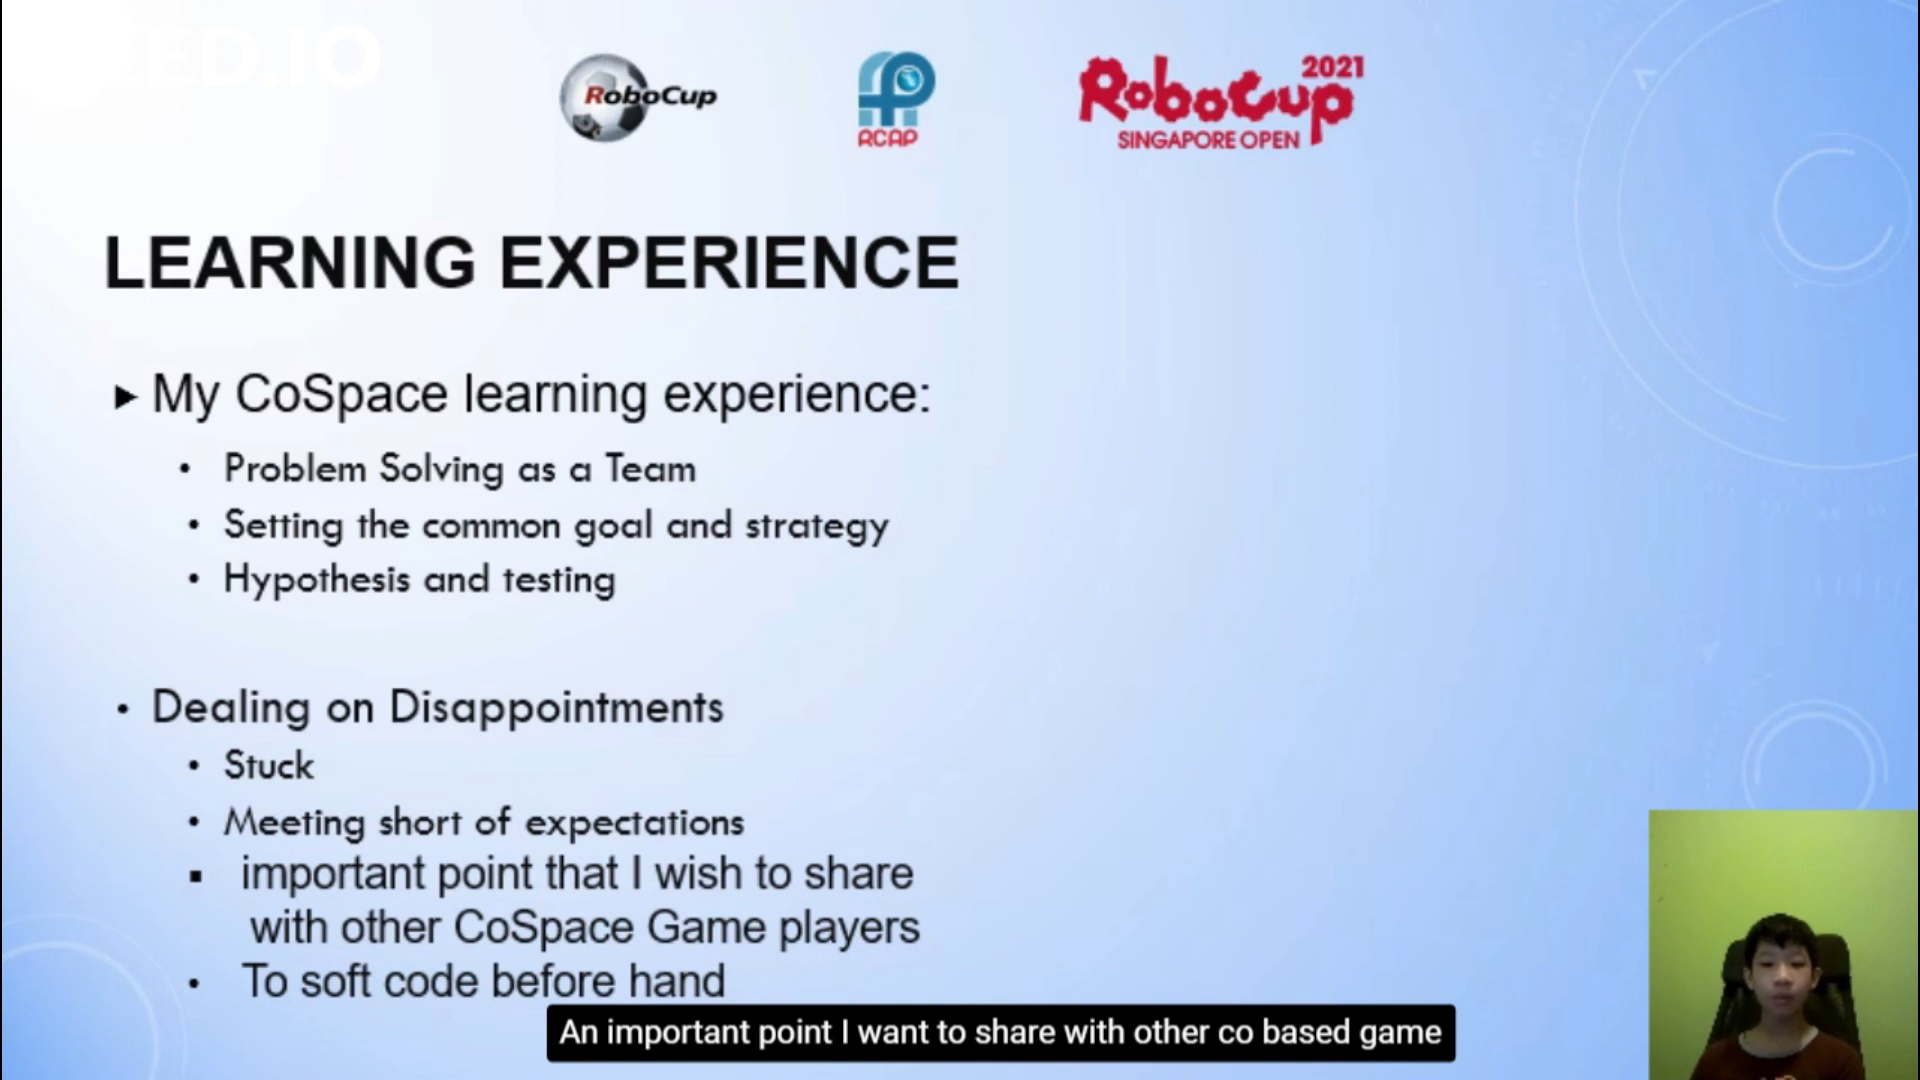 EED.IO
RoboCup
RCAP
RoboCup 2021
SINGAPORE OPEN
LEARNING EXPERIENCE
My CoSpace learning experience:
• Problem Solving as a Team
• Setting the common goal and strategy
• Hypothesis and testing
• Dealing on Disappointments
• Stuck
• Meeting short of expectations
▪ important point that I wish to share
with other CoSpace Game players
• To soft code before hand
An important point I want to share with other co based game